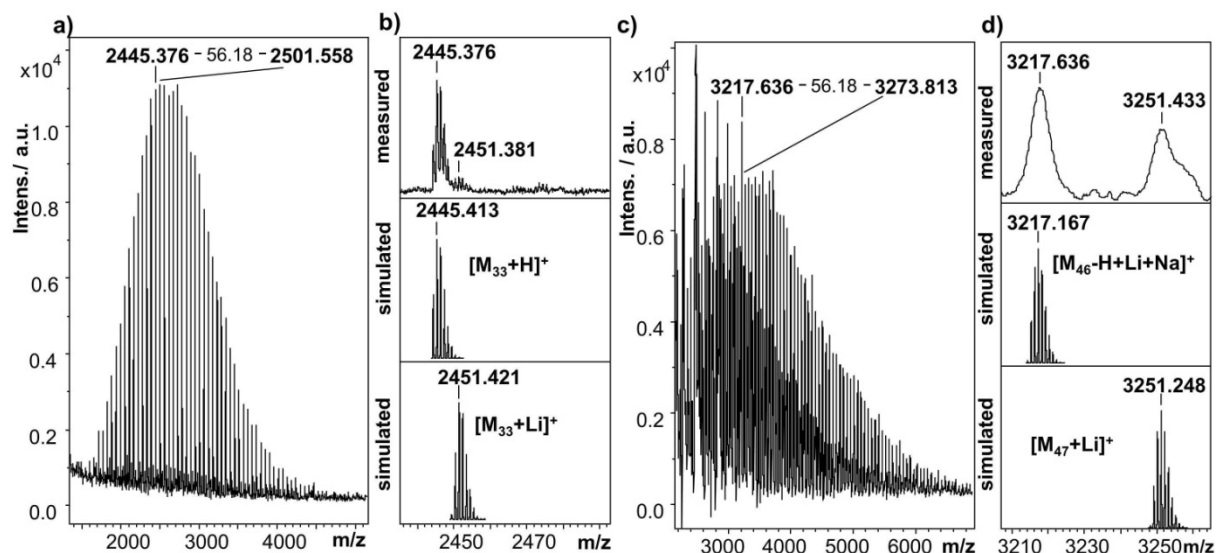 a)
2445.376 - 56.18 - 2501.558
x10⁴
1.0
0.8
0.6
0.4
0.2
0.0
Intens./ a.u.
2000 3000 4000 m/z
b)
2445.376
2451.381
measured
2445.413
[M₃₃+H]⁺
simulated
2451.421
[M₃₃+Li]⁺
simulated
2450 2470 m/z
c)
x10⁴
3217.636 - 56.18 - 3273.813
1.0
0.8
0.6
0.4
0.2
0.0
Intens./ a.u.
3000 4000 5000 6000 m/z
d)
3217.636
3251.433
measured
3217.167
[M₄₆-H+Li+Na]⁺
simulated
3251.248
[M₄₇+Li]⁺
simulated
3210 3230 3250 m/z